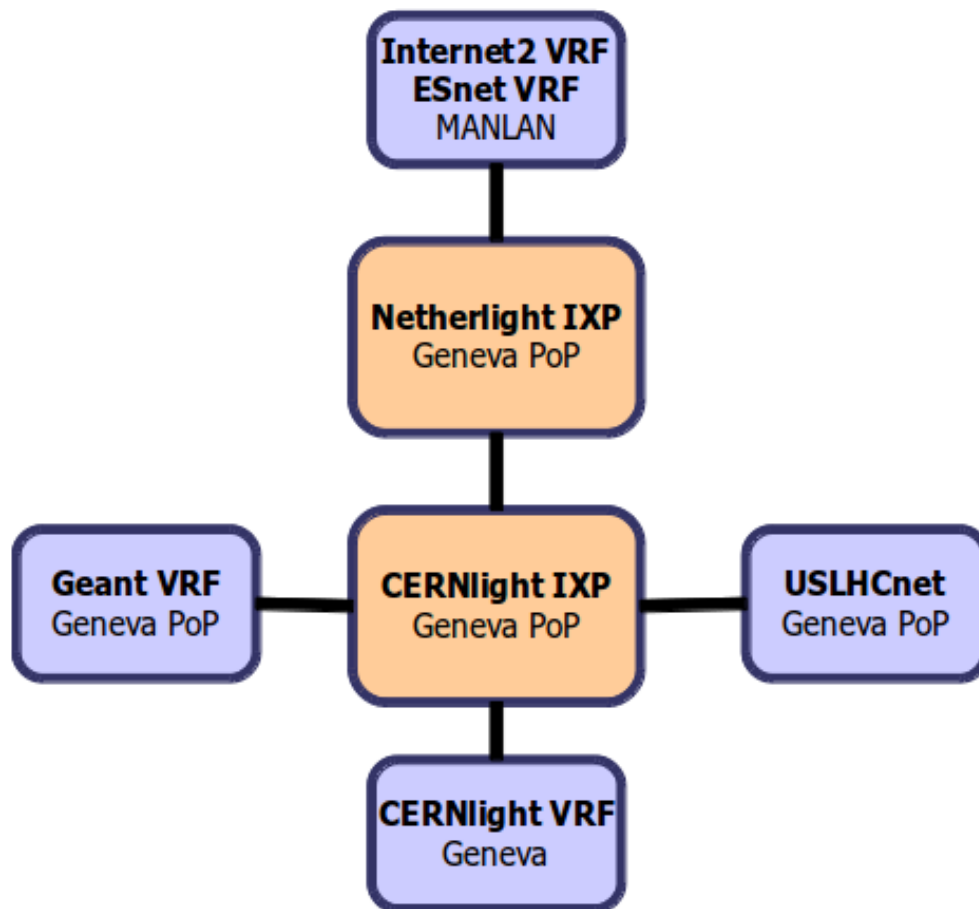 Internet2 VRF
ESnet VRF
MANLAN
Netherlight IXP
Geneva PoP
Geant VRF
Geneva PoP
CERNlight IXP
Geneva PoP
USLHCnet
Geneva PoP
CERNlight VRF
Geneva